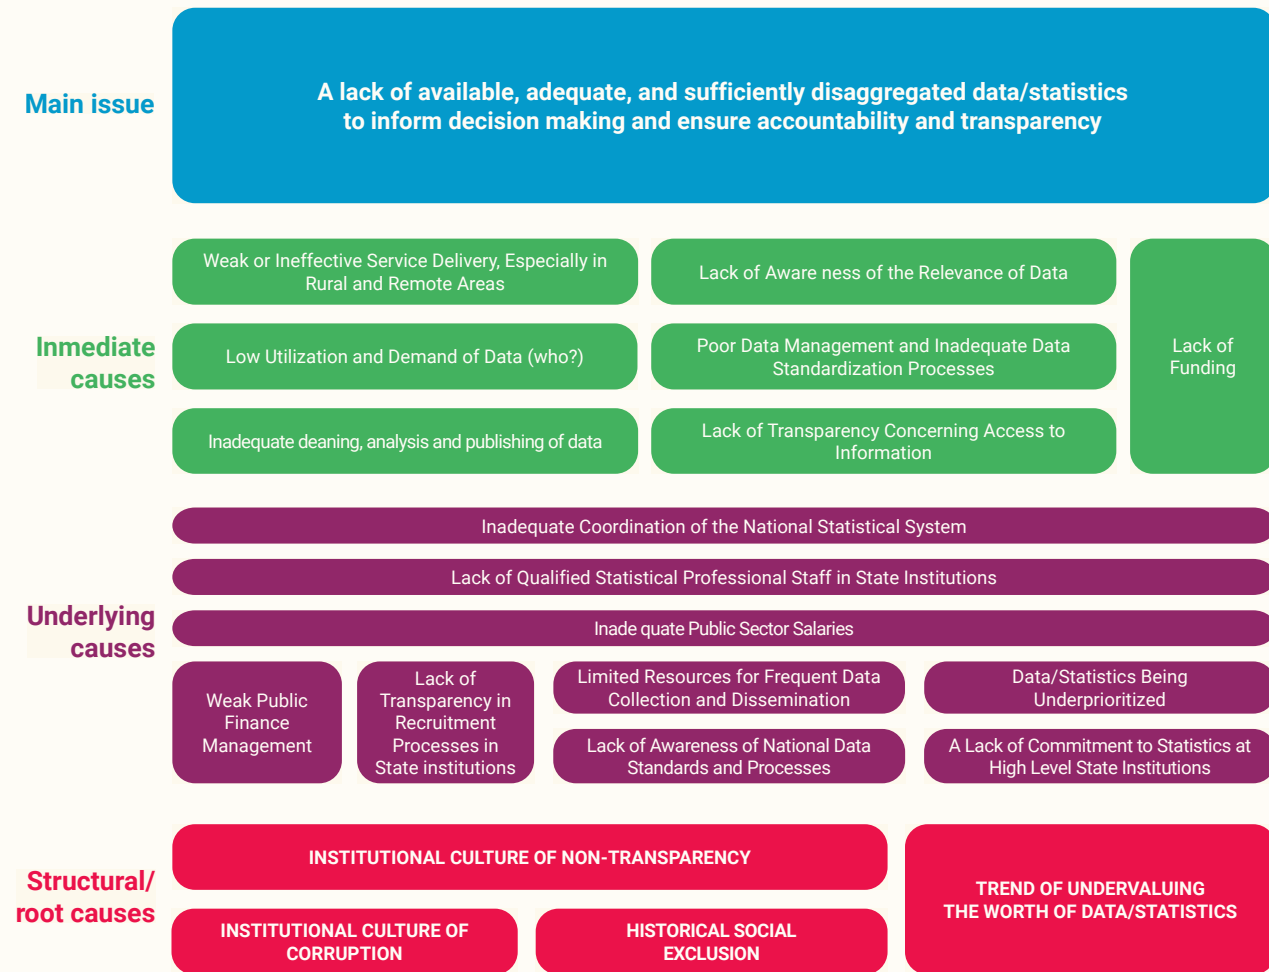 Main issue
A lack of available, adequate, and sufficiently disaggregated data/statistics
to inform decision making and ensure accountability and transparency
Inmediate
causes
Weak or Ineffective Service Delivery, Especially in
Rural and Remote Areas
Lack of Aware ness of the Relevance of Data
Low Utilization and Demand of Data (who?)
Poor Data Management and Inadequate Data
Standardization Processes
Inadequate deaning, analysis and publishing of data
Lack of Transparency Concerning Access to
Information
Lack of
Funding
Underlying
causes
Inadequate Coordination of the National Statistical System
Lack of Qualified Statistical Professional Staff in State Institutions
Inade quate Public Sector Salaries
Weak Public
Finance
Management
Lack of
Transparency in
Recruitment
Processes in
State institutions
Limited Resources for Frequent Data
Collection and Dissemination
Data/Statistics Being
Underprioritized
Lack of Awareness of National Data
Standards and Processes
A Lack of Commitment to Statistics at
High Level State Institutions
Structural/
root causes
INSTITUTIONAL CULTURE OF NON-TRANSPARENCY
INSTITUTIONAL CULTURE OF
CORRUPTION
HISTORICAL SOCIAL
EXCLUSION
TREND OF UNDERVALUING
THE WORTH OF DATA/STATISTICS